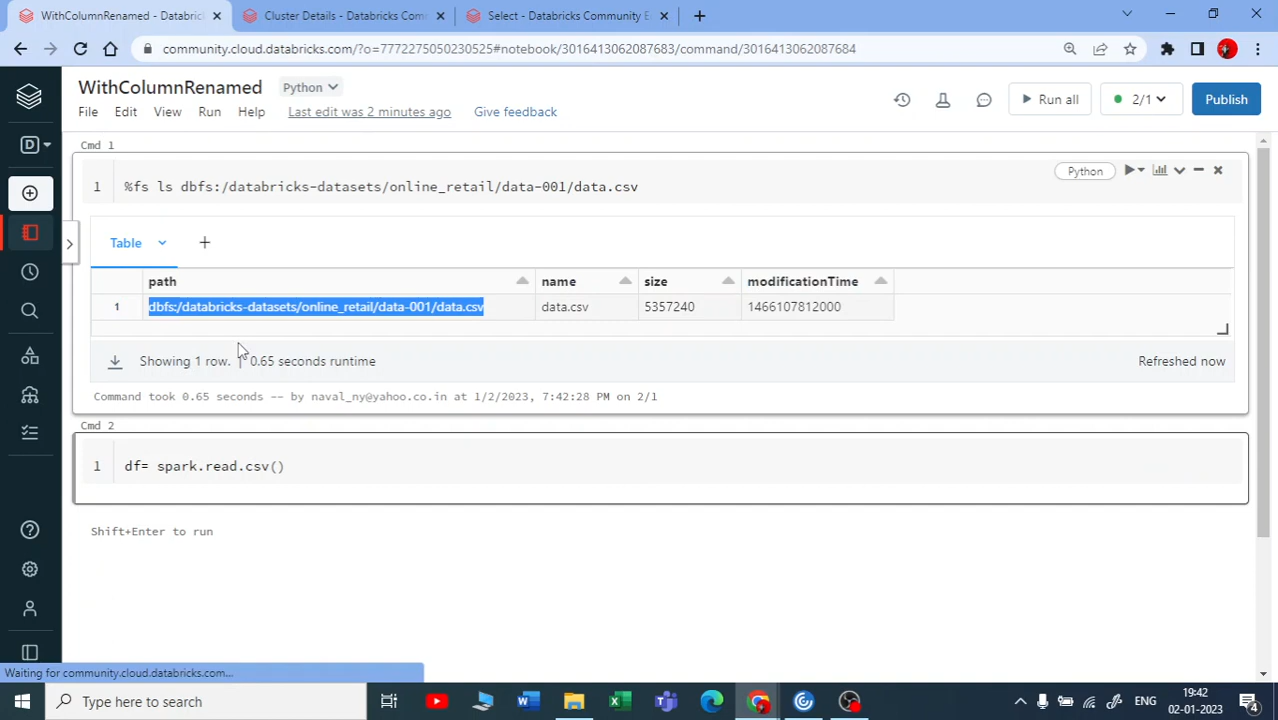 WithColumnRenamed - Databric
Cluster Details - Databricks Com
Select - Databricks Community E
community.cloud.databricks.com/?o=7772275050230525#notebook/3016413062087683/command/3016413062087684
WithColumnRenamed
Python
File
Edit
View
Run
Help
Last edit was 2 minutes ago
Give feedback
Run all
2/1
Publish
D
Cmd 1
1 %fs ls dbfs:/databricks-datasets/online_retail/data-001/data.csv
Python
Table
path name size modificationTime
1 dbfs:/databricks-datasets/online_retail/data-001/data.csv data.csv 5357240 1466107812000
Showing 1 row. | 0.65 seconds runtime
Refreshed now
Command took 0.65 seconds -- by naval_ny@yahoo.co.in at 1/2/2023, 7:42:28 PM on 2/1
Cmd 2
1 df= spark.read.csv()
Shift+Enter to run
Waiting for community.cloud.databricks.com...
Type here to search
ENG
19:42
02-01-2023
4